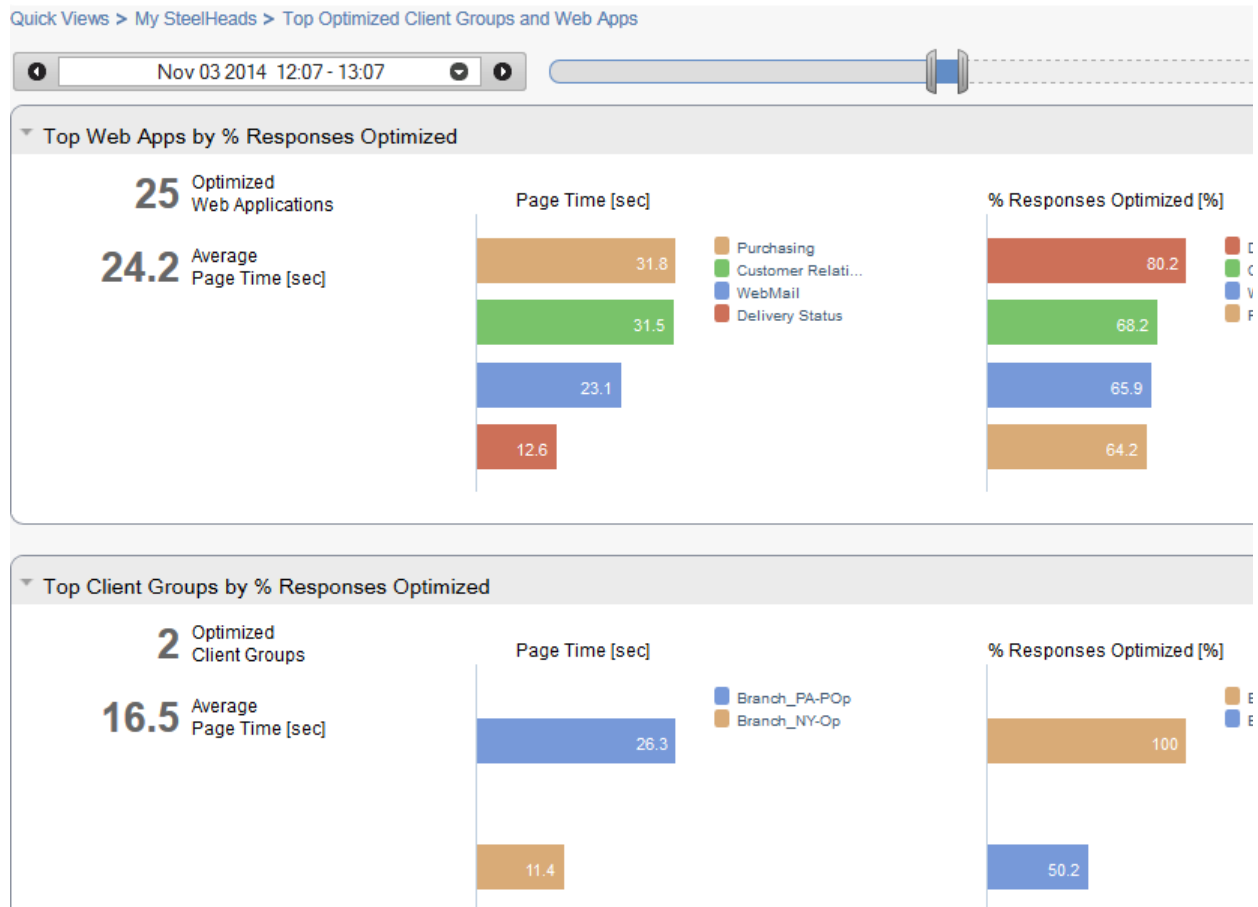 Quick Views > My SteelHeads > Top Optimized Client Groups and Web Apps
Nov 03 2014 12:07 - 13:07
Top Web Apps by % Responses Optimized
25 Optimized
Web Applications
24.2 Average
Page Time [sec]
Page Time [sec]
31.8
31.5
23.1
12.6
Purchasing
Customer Relati...
WebMail
Delivery Status
% Responses Optimized [%]
80.2
68.2
65.9
64.2
Top Client Groups by % Responses Optimized
2 Optimized
Client Groups
16.5 Average
Page Time [sec]
Page Time [sec]
26.3
11.4
Branch_PA-POp
Branch_NY-Op
% Responses Optimized [%]
100
50.2